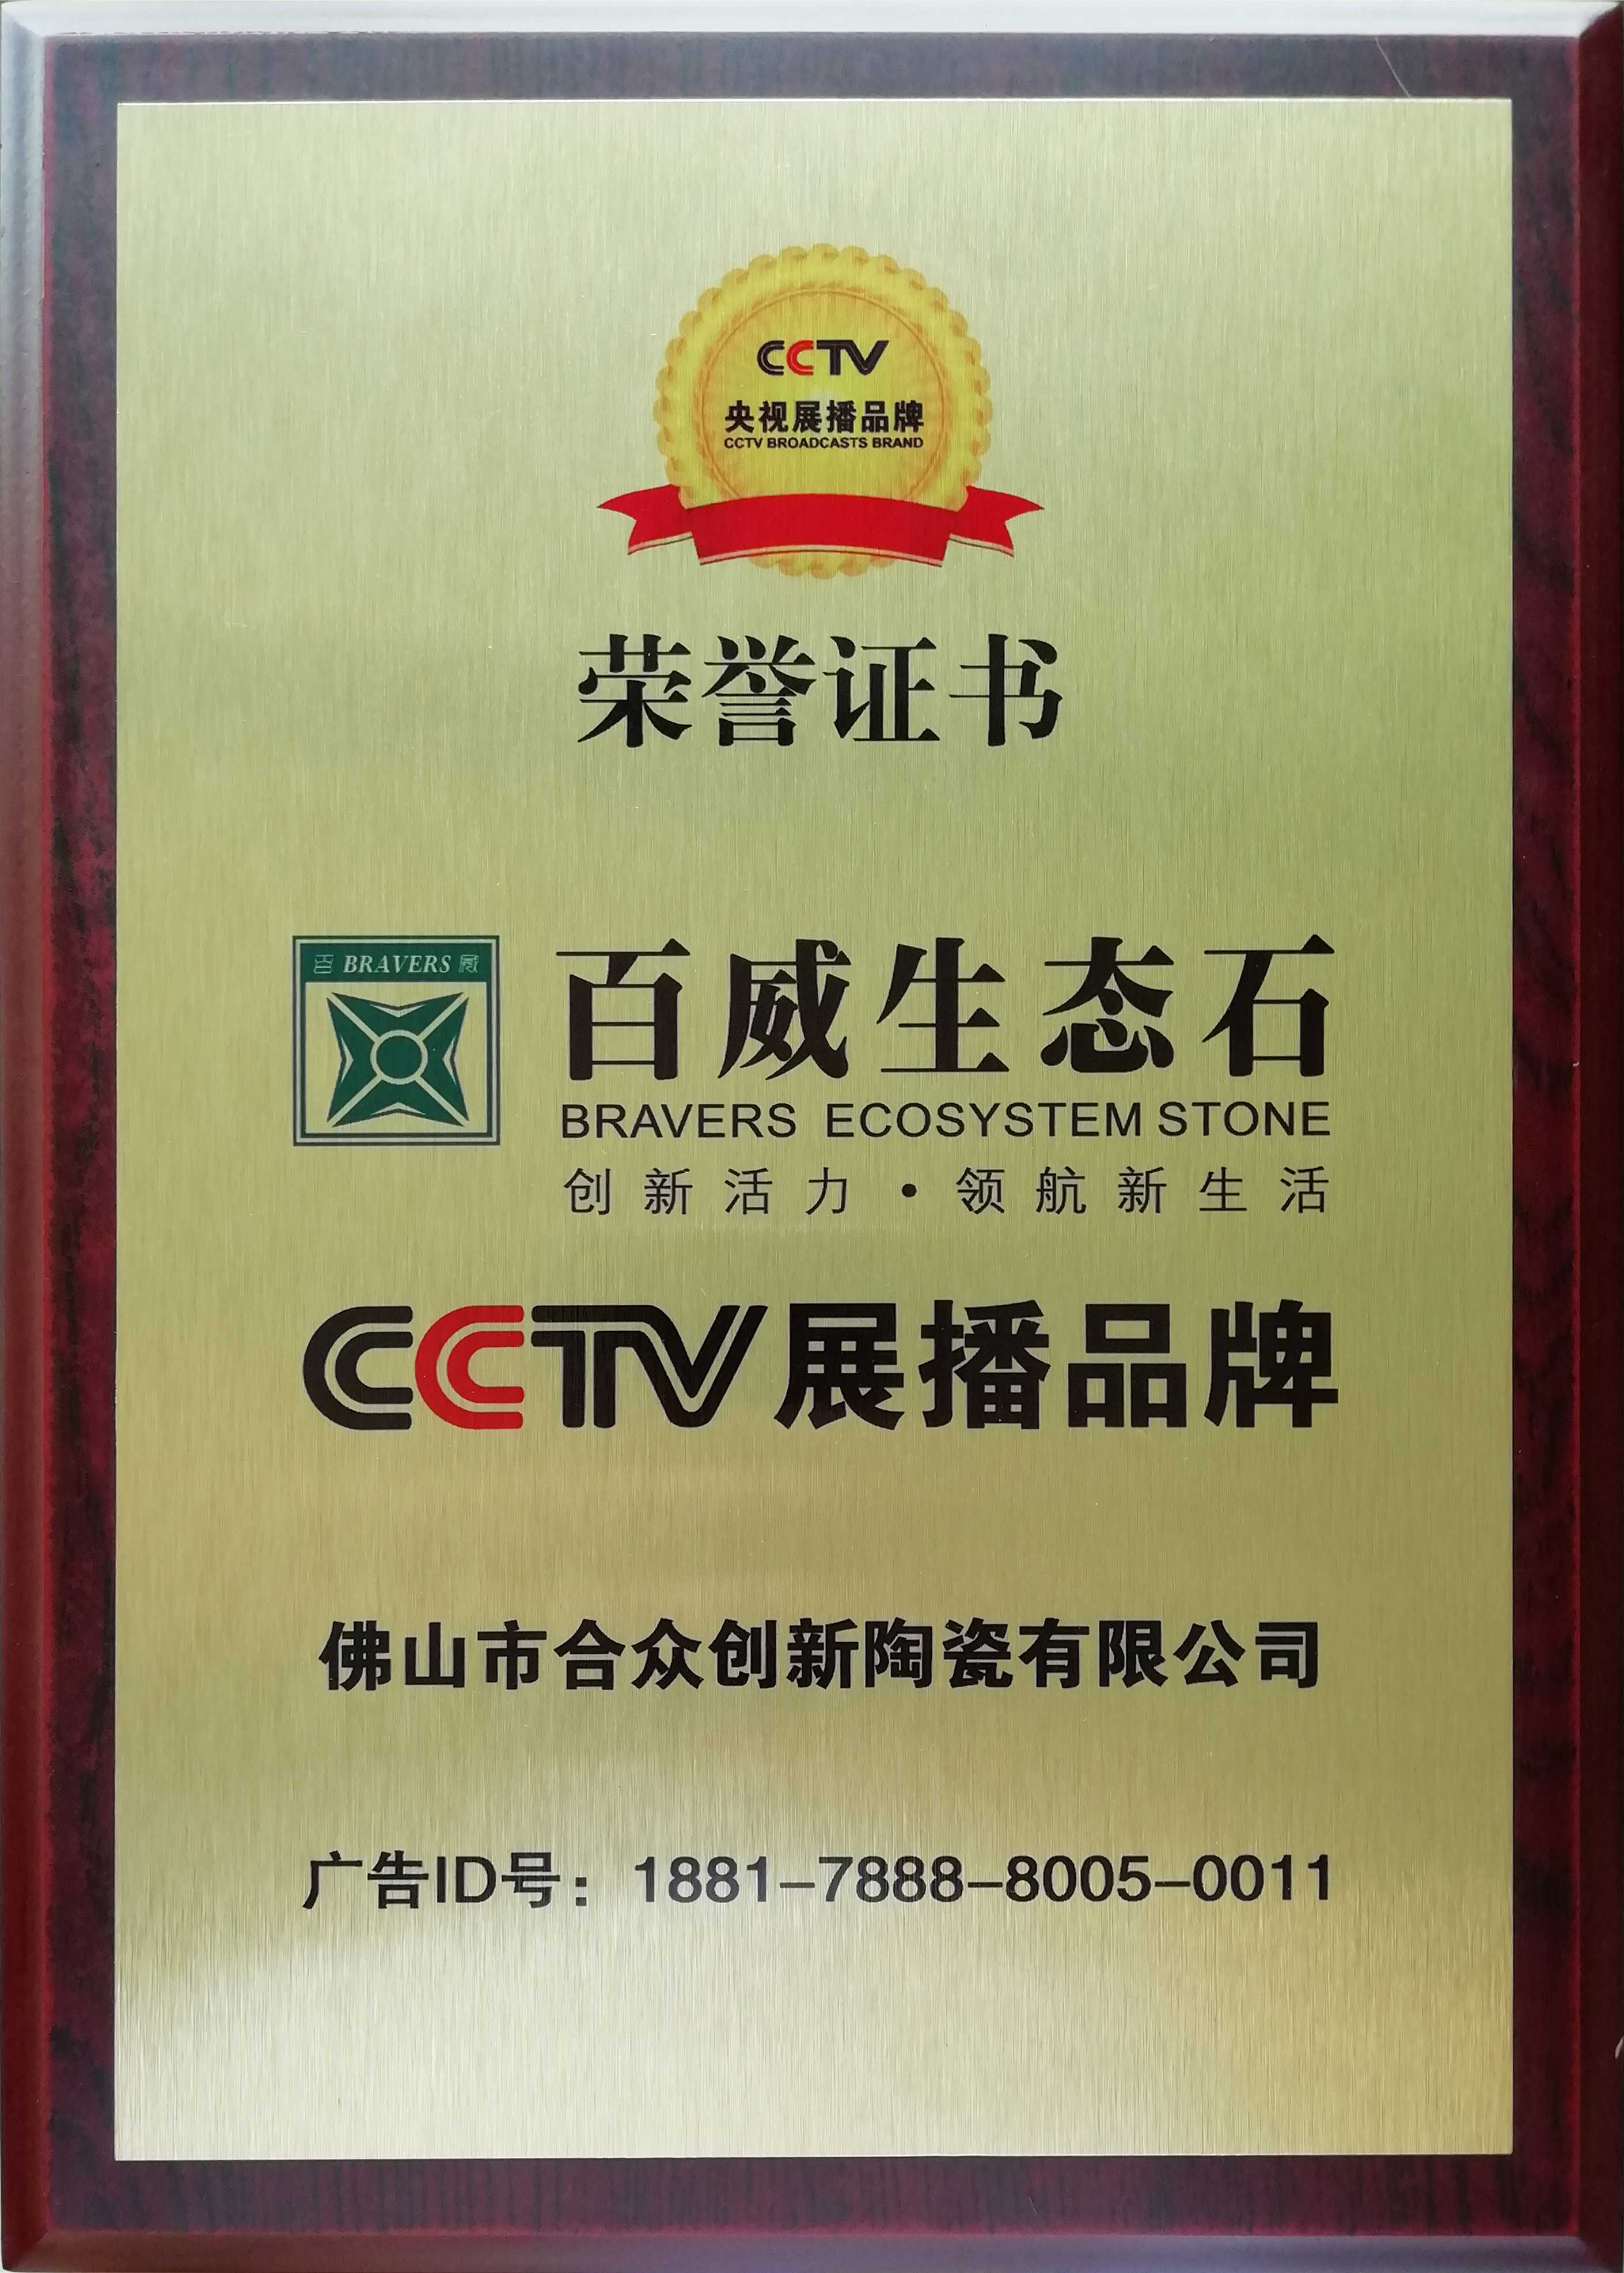 CCTV
央视展播品牌
CCTV BROADCASTS BRAND
荣誉证书
百 BRAVERS 威
百威生态石
BRAVERS ECOSYSTEM STONE
创新活力·领航新生活
CCTV展播品牌
佛山市合众创新陶瓷有限公司
广告ID号：1881-7888-8005-0011